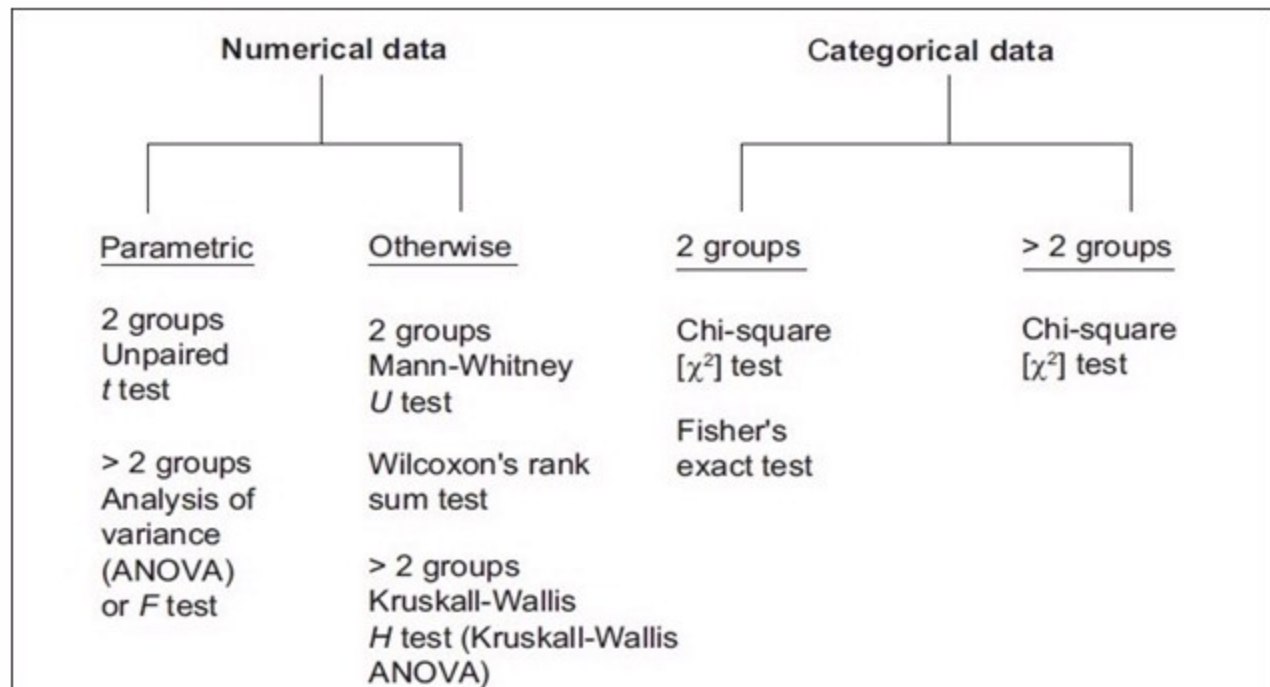 Numerical data
Categorical data
Parametric
2 groups
Unpaired
t test
> 2 groups
Analysis of
variance
(ANOVA)
or F test
Otherwise
2 groups
Mann-Whitney
U test
Wilcoxon's rank
sum test
> 2 groups
Kruskall-Wallis
H test (Kruskall-Wallis
ANOVA)
2 groups
Chi-square
[χ²] test
Fisher's
exact test
> 2 groups
Chi-square
[χ²] test